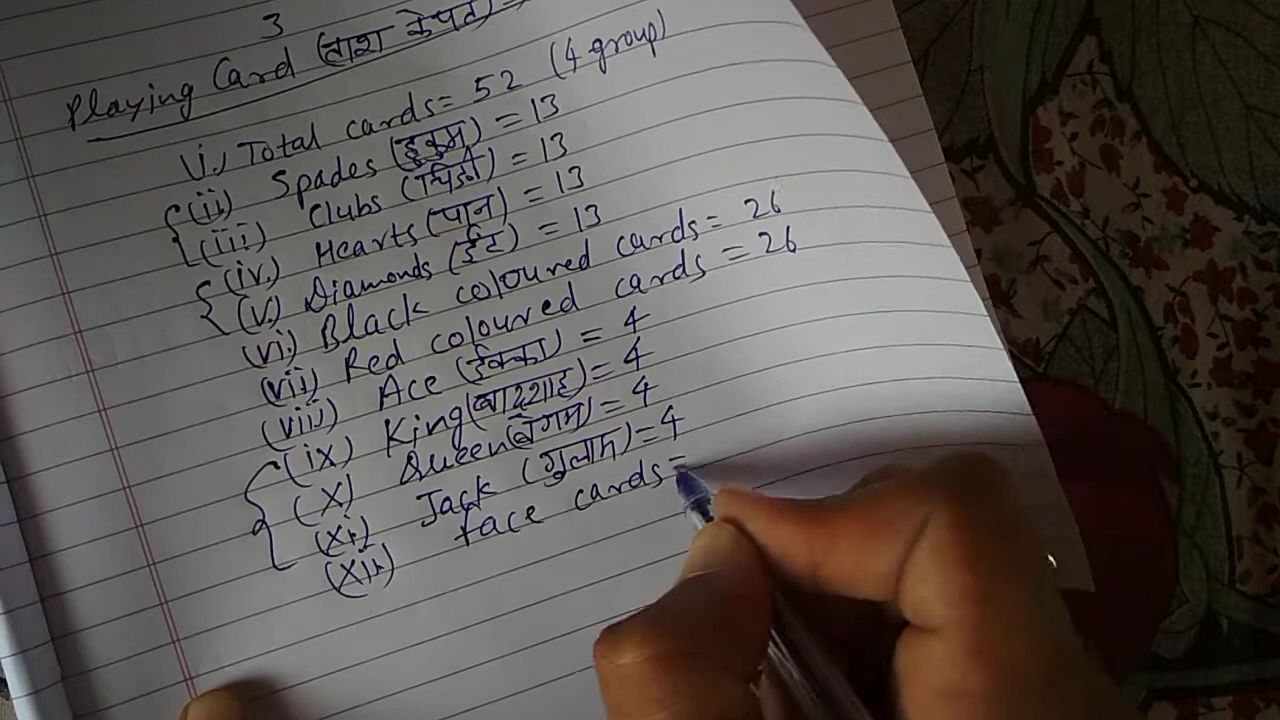 3
Playing Card (ताश के पत्ते)
(i) Total cards = 52 (4 group)
(ii) Spades (हुकुम) = 13
(iii) Clubs (चिड़ी) = 13
(iv) Hearts (पान) = 13
(v) Diamonds (ईंट) = 13
(vi) Black coloured cards = 26
(vii) Red coloured cards = 26
(viii) Ace (ईक्का) = 4
(ix) King (बादशाह) = 4
(x) Queen (बेगम) = 4
(xi) Jack (गुलाम) = 4
(xii) face cards =